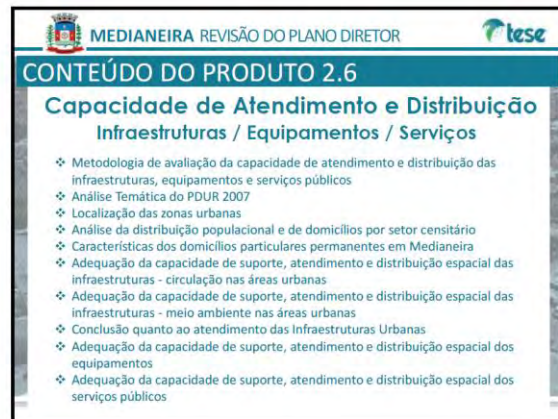 MEDIANEIRA REVISÃO DO PLANO DIRETOR
tese
CONTEÚDO DO PRODUTO 2.6
Capacidade de Atendimento e Distribuição
Infraestruturas / Equipamentos / Serviços
❖ Metodologia de avaliação da capacidade de atendimento e distribuição das
infraestruturas, equipamentos e serviços públicos
❖ Análise Temática do PDUR 2007
❖ Localização das zonas urbanas
❖ Análise da distribuição populacional e de domicílios por setor censitário
❖ Características dos domicílios particulares permanentes em Medianeira
❖ Adequação da capacidade de suporte, atendimento e distribuição espacial das
infraestruturas - circulação nas áreas urbanas
❖ Adequação da capacidade de suporte, atendimento e distribuição espacial das
infraestruturas - meio ambiente nas áreas urbanas
❖ Conclusão quanto ao atendimento das Infraestruturas Urbanas
❖ Adequação da capacidade de suporte, atendimento e distribuição espacial dos
equipamentos
❖ Adequação da capacidade de suporte, atendimento e distribuição espacial dos
serviços públicos